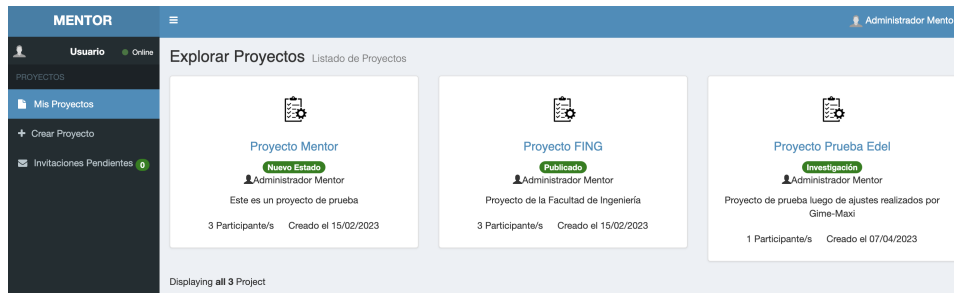 MENTOR
Administrador Mento
Usuario Online
PROYECTOS
Mis Proyectos
Crear Proyecto
Invitaciones Pendientes 0
Explorar Proyectos Listado de Proyectos
Proyecto Mentor
Nuevo Estado
Administrador Mentor
Este es un proyecto de prueba
3 Participante/s Creado el 15/02/2023
Proyecto FING
Publicado
Administrador Mentor
Proyecto de la Facultad de Ingeniería
3 Participante/s Creado el 15/02/2023
Proyecto Prueba Edel
Investigación
Administrador Mentor
Proyecto de prueba luego de ajustes realizados por
Gime-Maxi
1 Participante/s Creado el 07/04/2023
Displaying all 3 Project